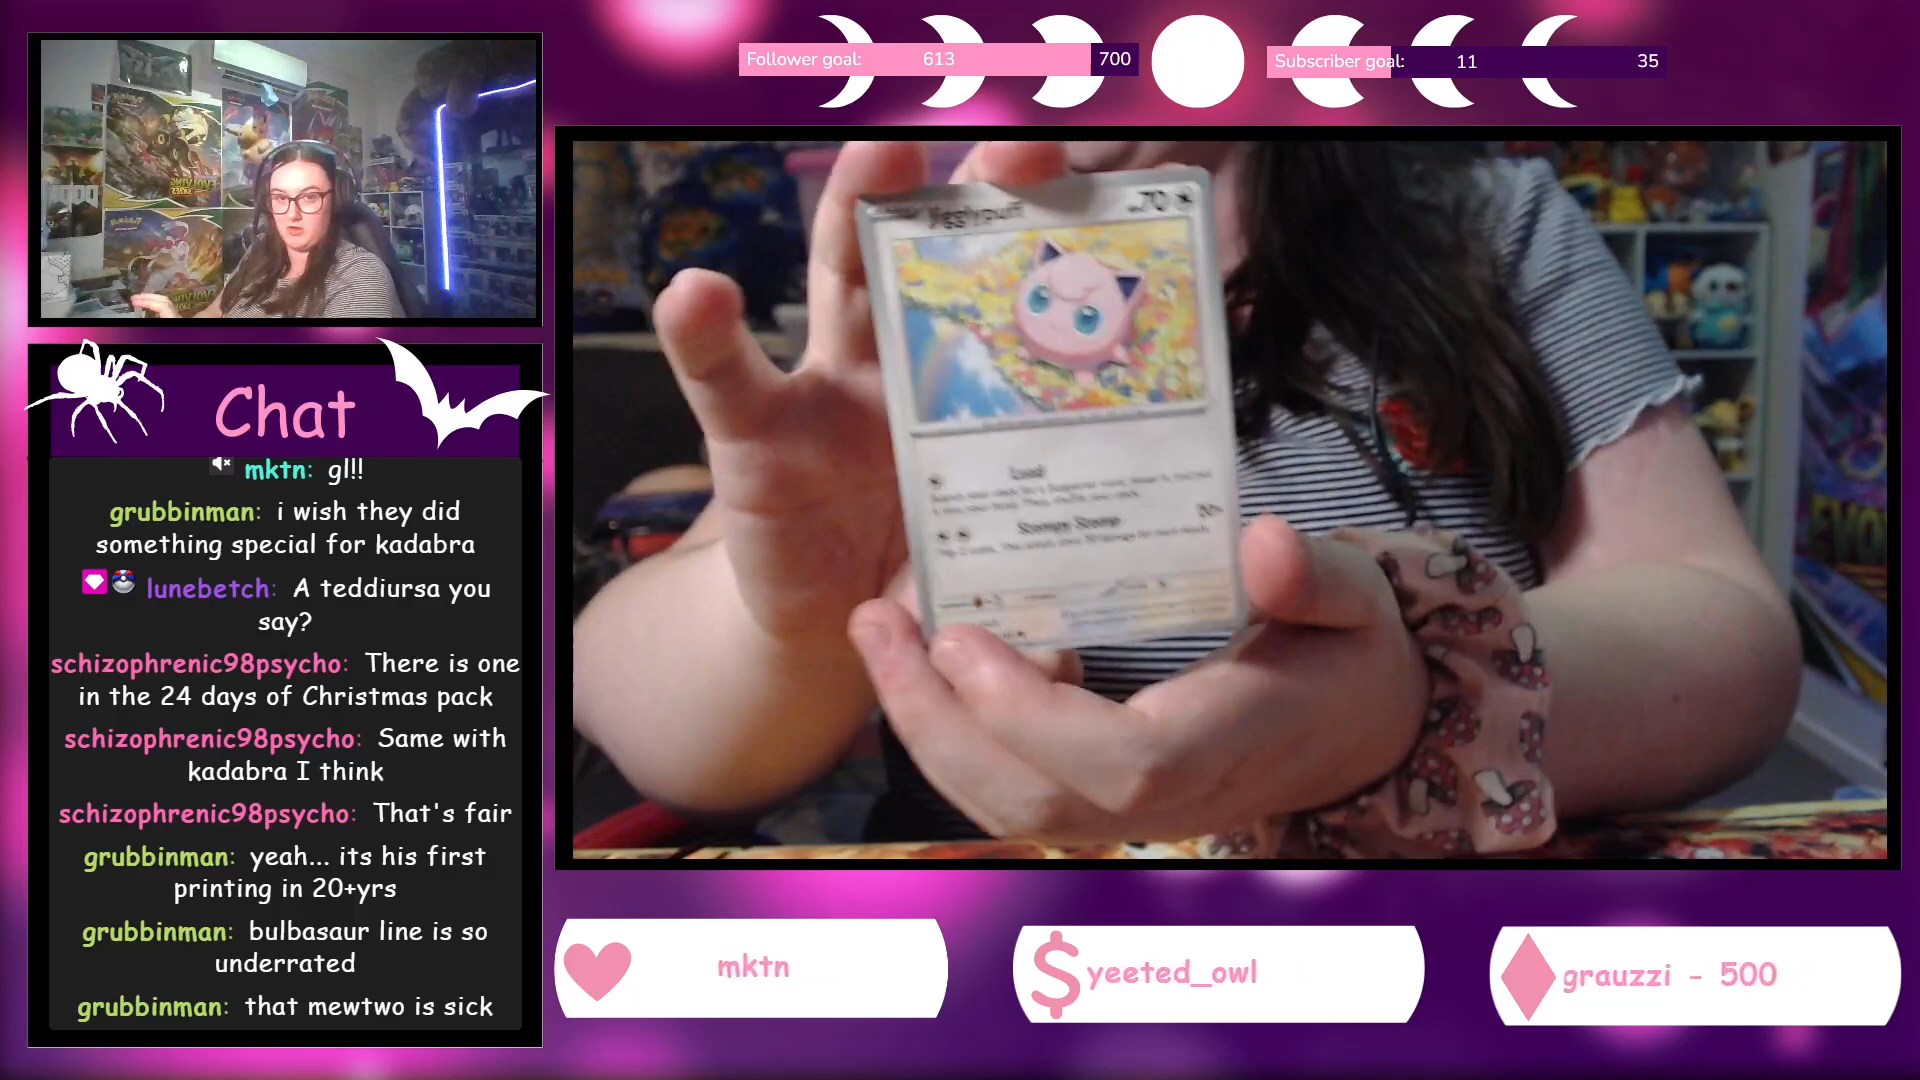 Follower goal: 613 700
Subscriber goal: 11 35
Chat
mktn: gl!!!
grubbinman: i wish they did
something special for kadabra
lunebetch: A teddiursa you
say?
schizophrenic98psycho: There is one
in the 24 days of Christmas pack
schizophrenic98psycho: Same with
kadabra I think
schizophrenic98psycho: That's fair
grubbinman: yeah... its his first
printing in 20+yrs
grubbinman: bulbasaur line is so
underrated
grubbinman: that mewtwo is sick
Jigglypuff 70
mktn
$ yeeted_owl
grauzzi - 500